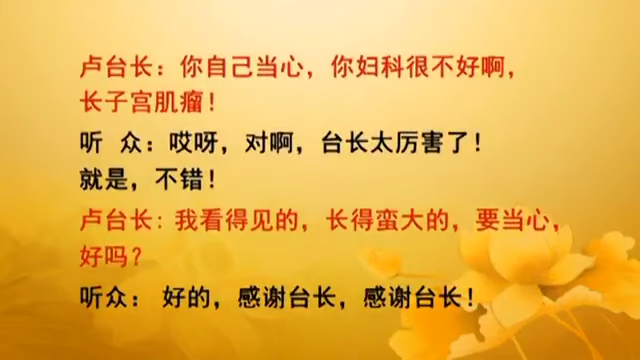 卢台长：你自己当心，你妇科很不好啊，
长子宫肌瘤！
听 众：哎呀，对啊，台长太厉害了！
就是，不错！
卢台长：我看得见的，长得蛮大的，要当心，
好吗？
听众： 好的，感谢台长，感谢台长！